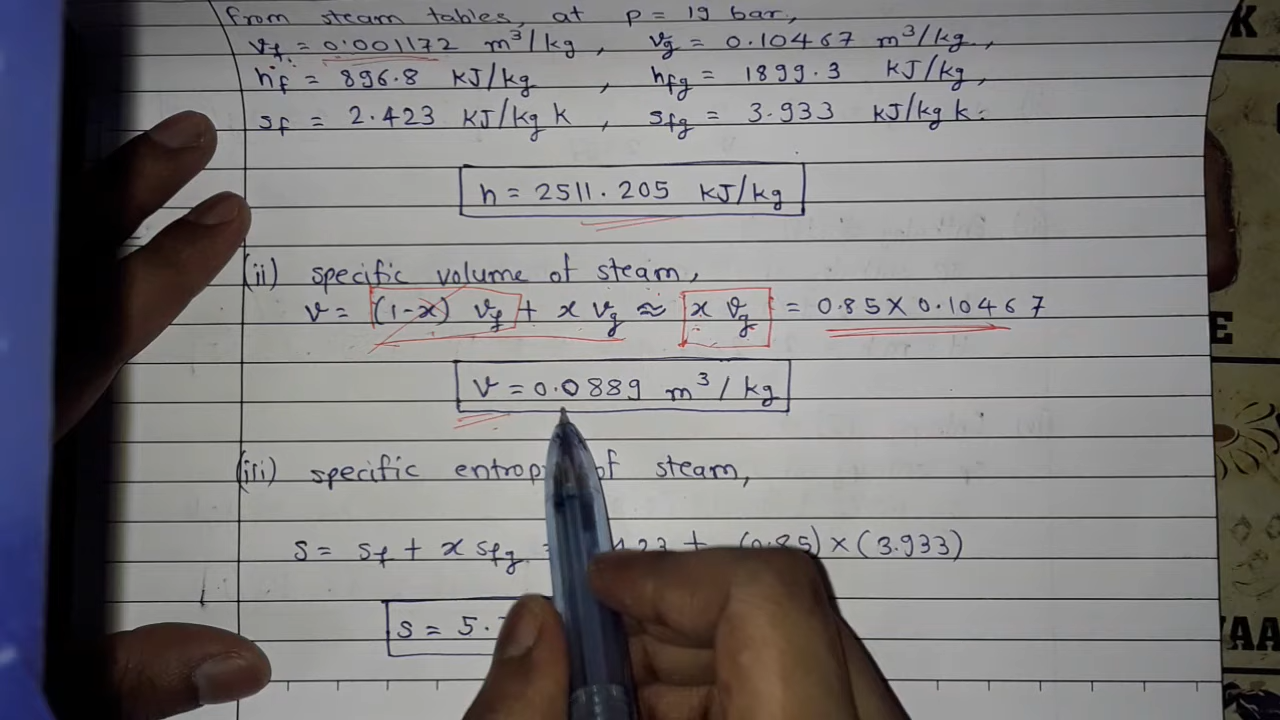 from steam tables, at p = 19 bar,
vf = 0.001172 m³/kg, vg = 0.10467 m³/kg,
hf = 896.8 KJ/kg, hfg = 1899.3 KJ/kg,
sf = 2.423 KJ/kg k, sfg = 3.933 KJ/kg k.
h = 2511.205 KJ/kg
(ii) specific volume of steam,
v = (1-x) vf + x vg ≈ x vg = 0.85 × 0.10467
v = 0.0889 m³/kg
(iii) specific of steam,
s = sf + x sfg = + (0.85) × (3.933)
s = 5.